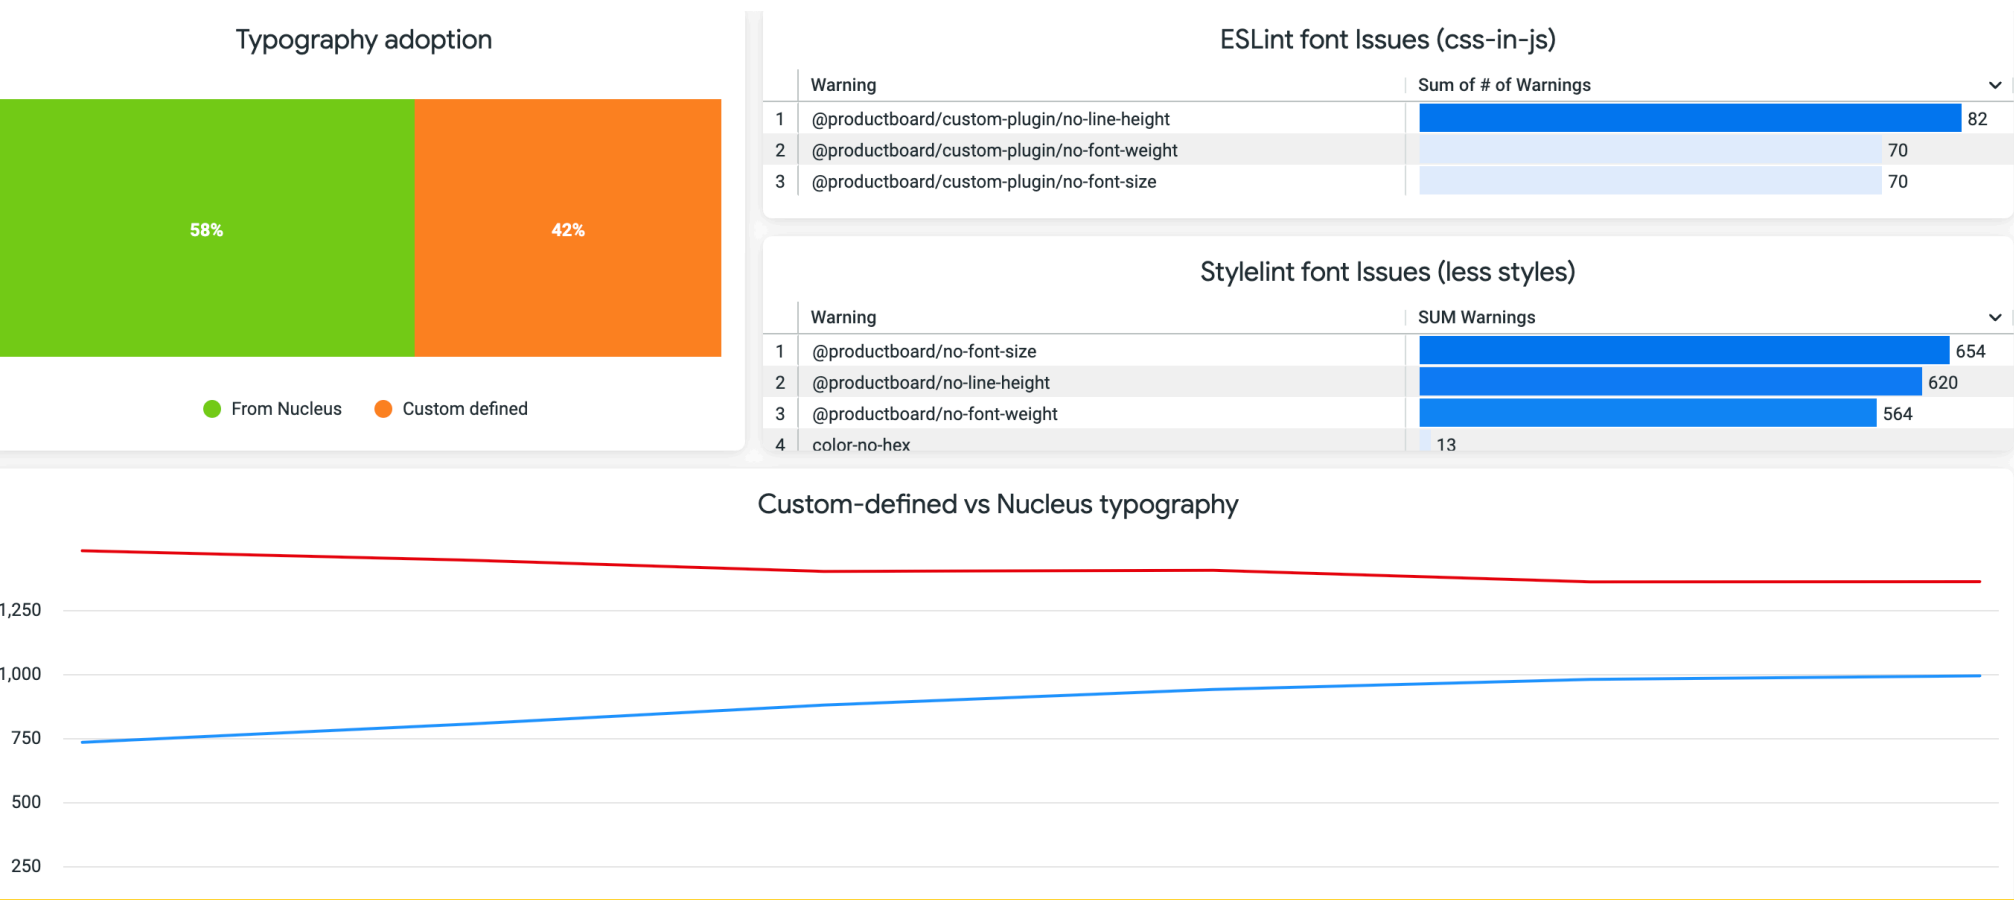 Typography adoption
58%
42%
From Nucleus
Custom defined
ESLint font Issues (css-in-js)
Warning Sum of # of Warnings
1 @productboard/custom-plugin/no-line-height 82
2 @productboard/custom-plugin/no-font-weight 70
3 @productboard/custom-plugin/no-font-size 70
Stylelint font Issues (less styles)
Warning SUM Warnings
1 @productboard/no-font-size 654
2 @productboard/no-line-height 620
3 @productboard/no-font-weight 564
4 color-no-hex 13
Custom-defined vs Nucleus typography
1,250
1,000
750
500
250